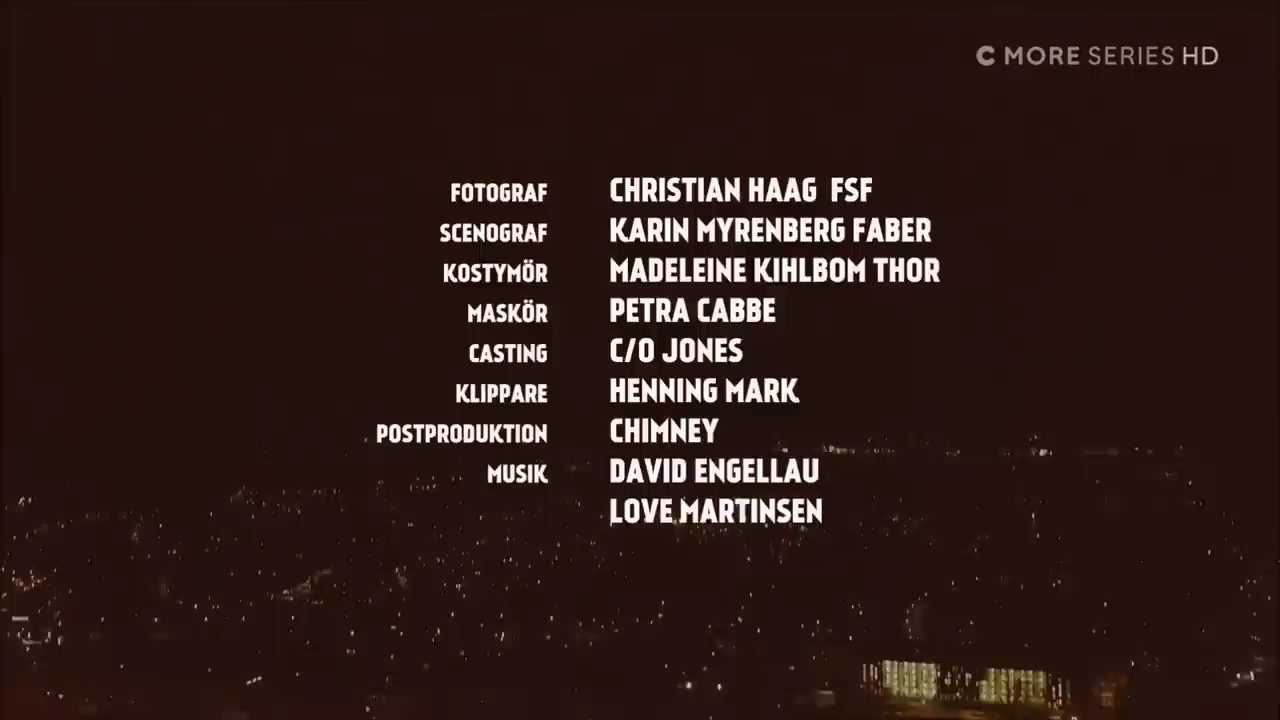 C MORE SERIES HD
FOTOGRAF CHRISTIAN HAAG FSF
SCENOGRAF KARIN MYRENBERG FABER
KOSTYMÖR MADELEINE KIHLBOM THOR
MASKÖR PETRA CABBE
CASTING C/O JONES
KLIPPARE HENNING MARK
POSTPRODUKTION CHIMNEY
MUSIK DAVID ENGELLAU
LOVE MARTINSEN